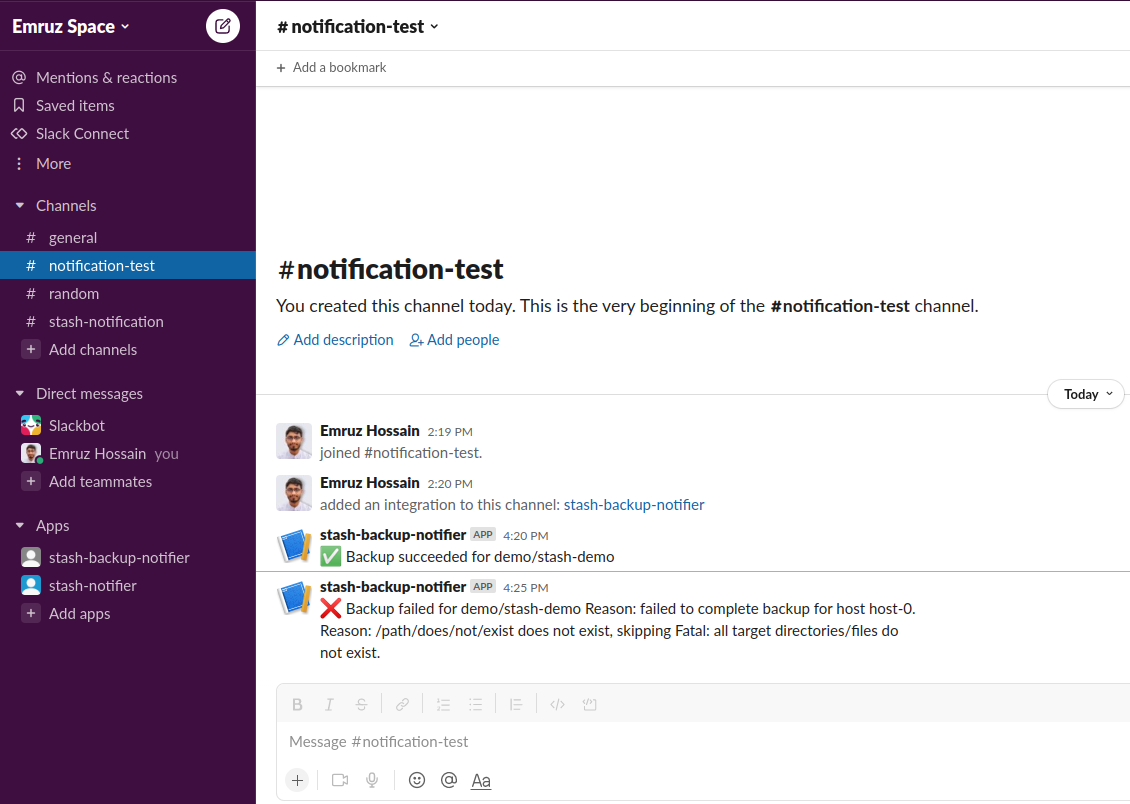 Emruz Space
# notification-test
+ Add a bookmark
Mentions & reactions
Saved items
Slack Connect
More
Channels
# general
# notification-test
# random
# stash-notification
+ Add channels
Direct messages
Slackbot
Emruz Hossain you
+ Add teammates
Apps
stash-backup-notifier
stash-notifier
+ Add apps
#notification-test
You created this channel today. This is the very beginning of the #notification-test channel.
Add description Add people
Today
Emruz Hossain 2:19 PM
joined #notification-test.
Emruz Hossain 2:20 PM
added an integration to this channel: stash-backup-notifier
stash-backup-notifier APP 4:20 PM
✅ Backup succeeded for demo/stash-demo
stash-backup-notifier APP 4:25 PM
❌ Backup failed for demo/stash-demo Reason: failed to complete backup for host host-0.
Reason: /path/does/not/exist does not exist, skipping Fatal: all target directories/files do
not exist.
B I S
Message #notification-test
+ @ Aa